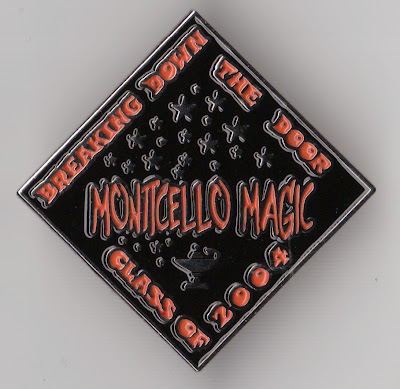 BREAKING DOWN
THE DOOR
MONTICELLO MAGIC
CLASS OF 2004